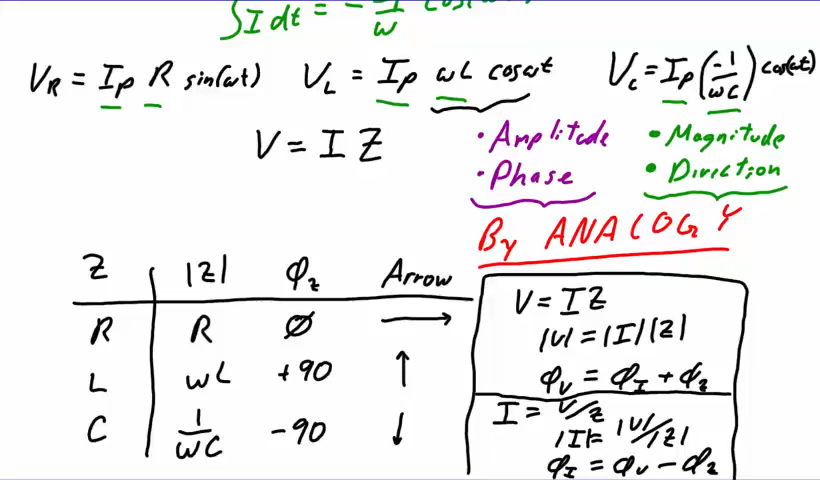 ∫I dt = - I/ω cos(ω
V_R = I_P R sin(ωt)   V_L = I_P ωL cosωt   V_C = I_P (-1/ωC) cos(ωt)
V = I Z
• Amplitude
• Phase
• Magnitude
• Direction
By ANALOGY
Z   |Z|   φ_z   Arrow
R   R   Ø   →
L   ωL   +90   ↑
C   1/ωC   -90   ↓
V = I Z
|V| = |I| |Z|
φ_V = φ_I + φ_z
I = V/Z
|I| = |V|/|Z|
φ_I = φ_V - φ_z